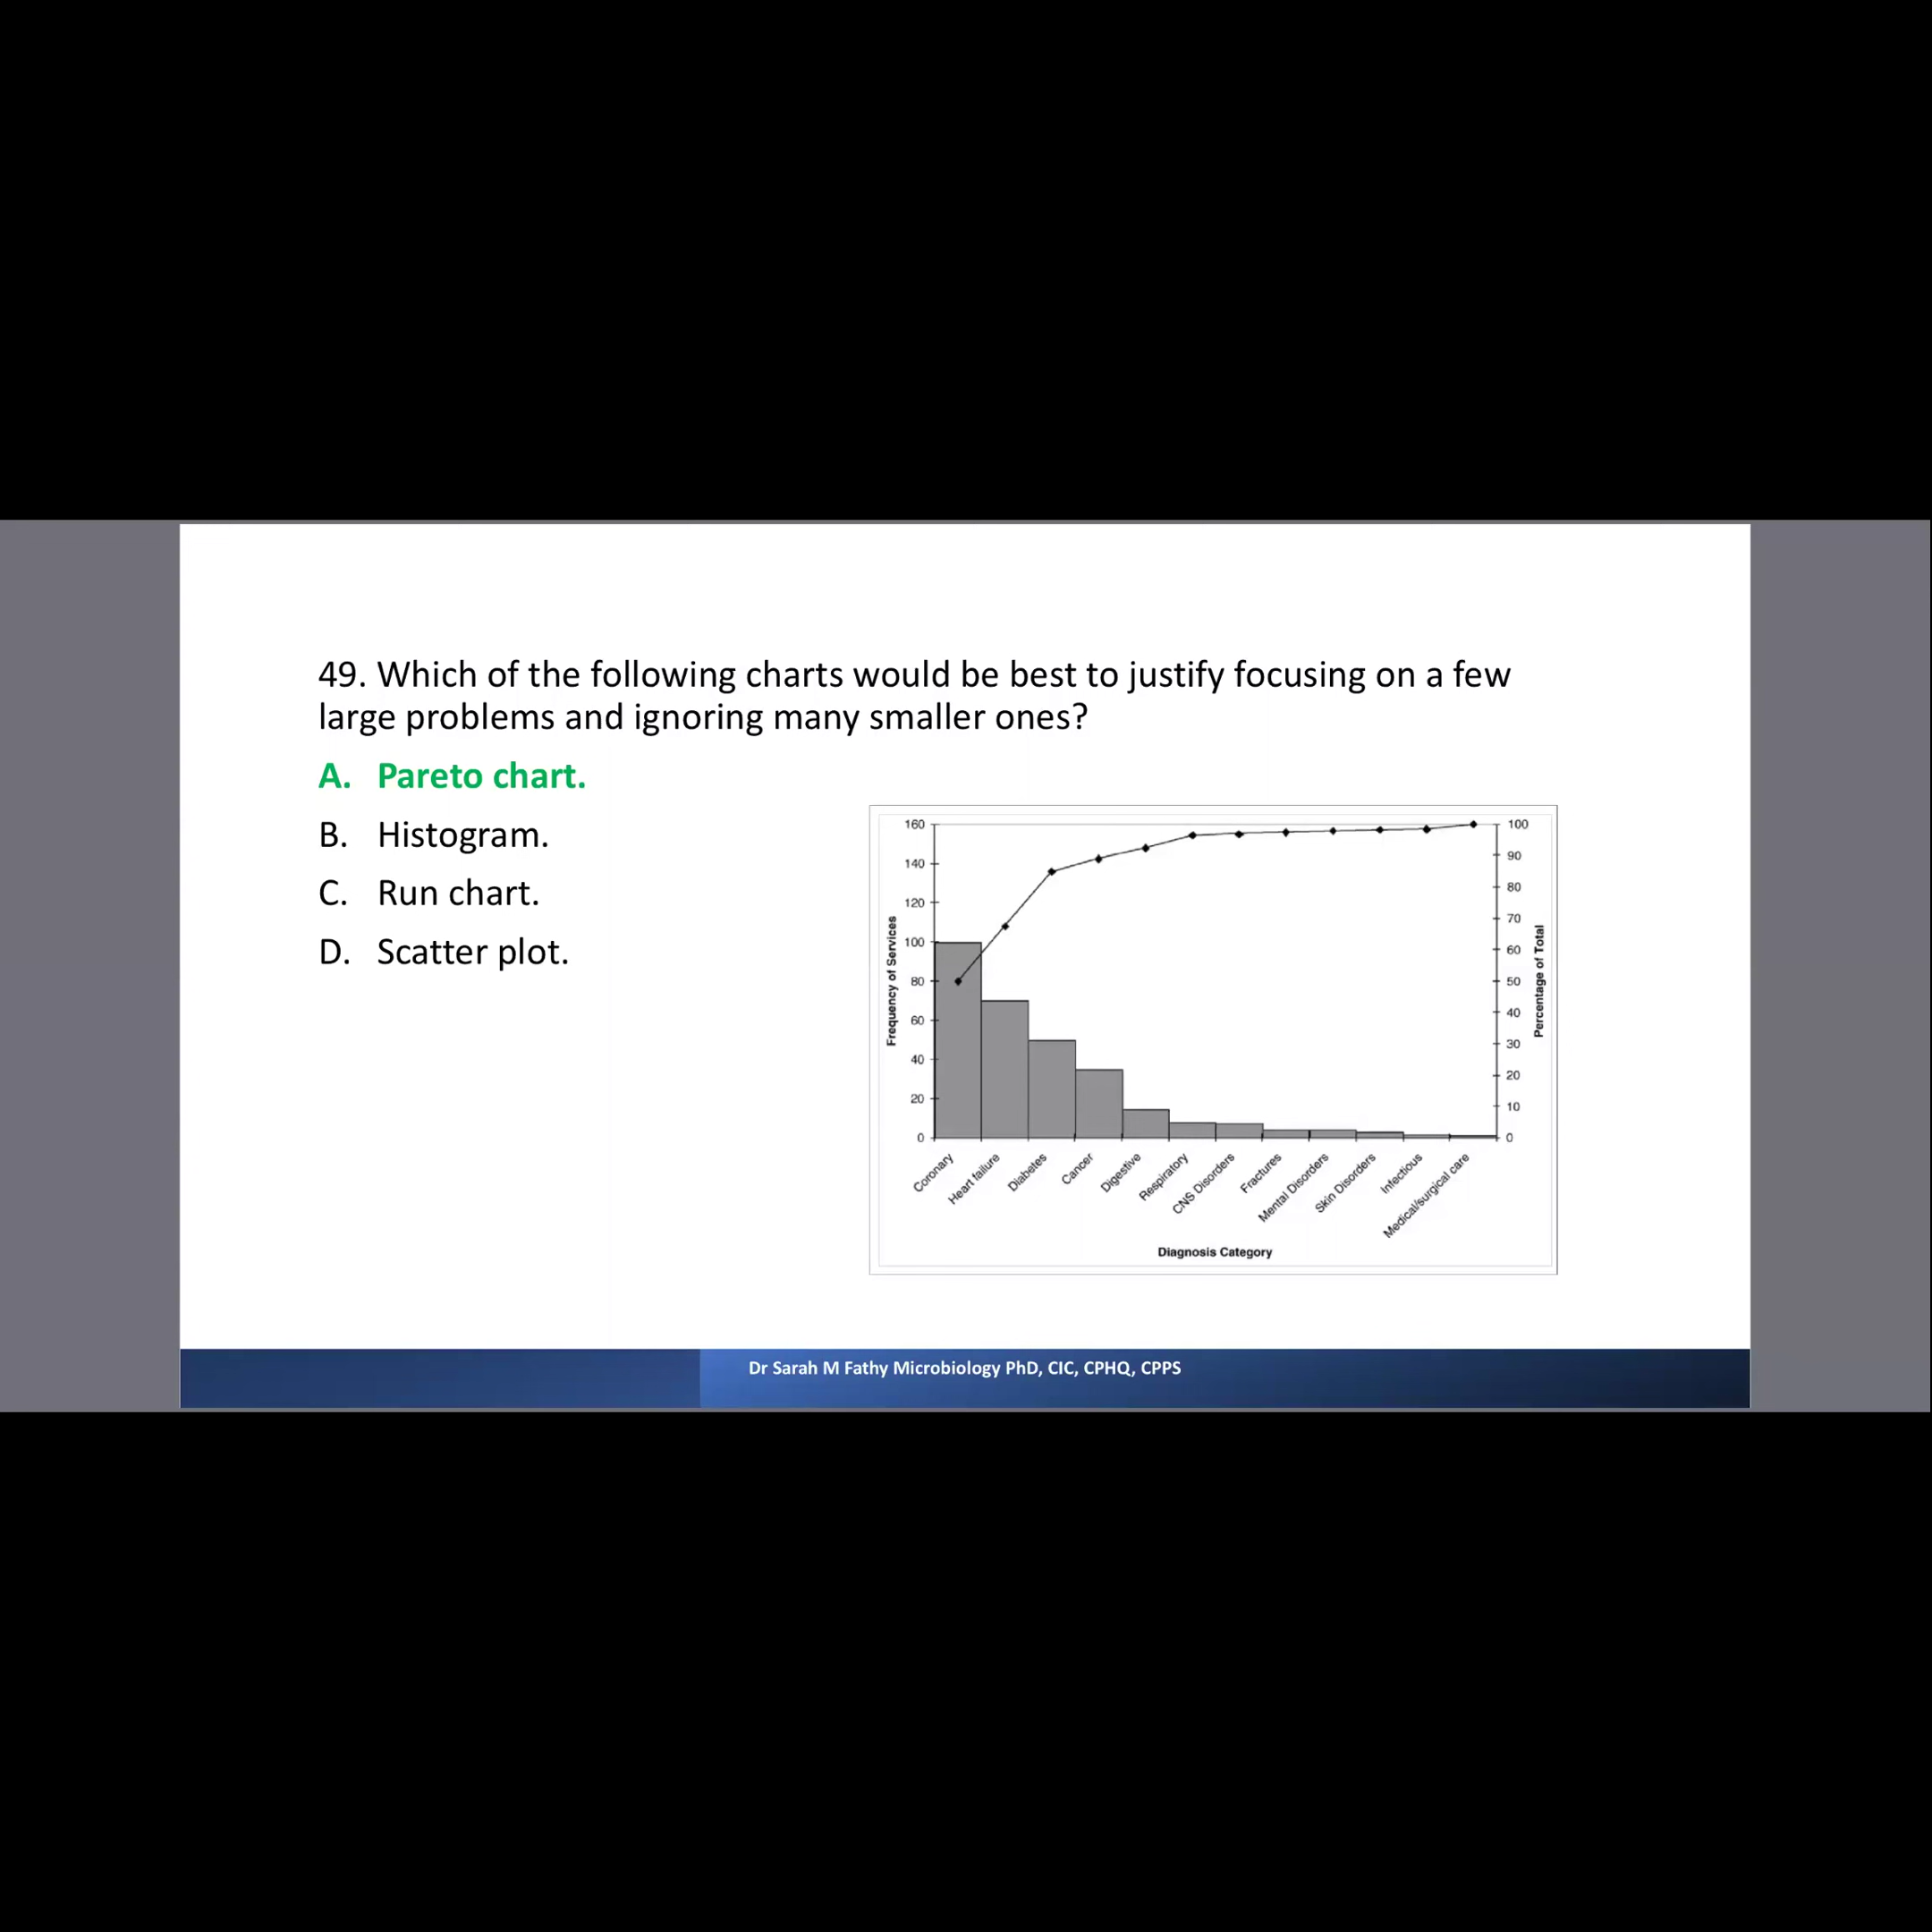 49. Which of the following charts would be best to justify focusing on a few
large problems and ignoring many smaller ones?
A. Pareto chart.
B. Histogram.
C. Run chart.
D. Scatter plot.
160
140
120
100
80
60
40
20
0
Frequency of Services
100
90
80
70
60
50
40
30
20
10
0
Percentage of Total
Coronary
Heart failure
Diabetes
Cancer
Digestive
Respiratory
CNS Disorders
Fractures
Mental Disorders
Skin Disorders
Infectious
Medical/surgical care
Diagnosis Category
Dr Sarah M Fathy Microbiology PhD, CIC, CPHQ, CPPS